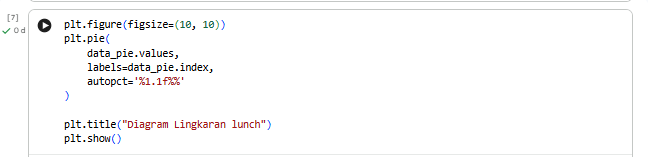 [7]
0 d
plt.figure(figsize=(10, 10))
plt.pie(
    data_pie.values,
    labels=data_pie.index,
    autopct='%1.1f%%'
)
plt.title("Diagram Lingkaran lunch")
plt.show()